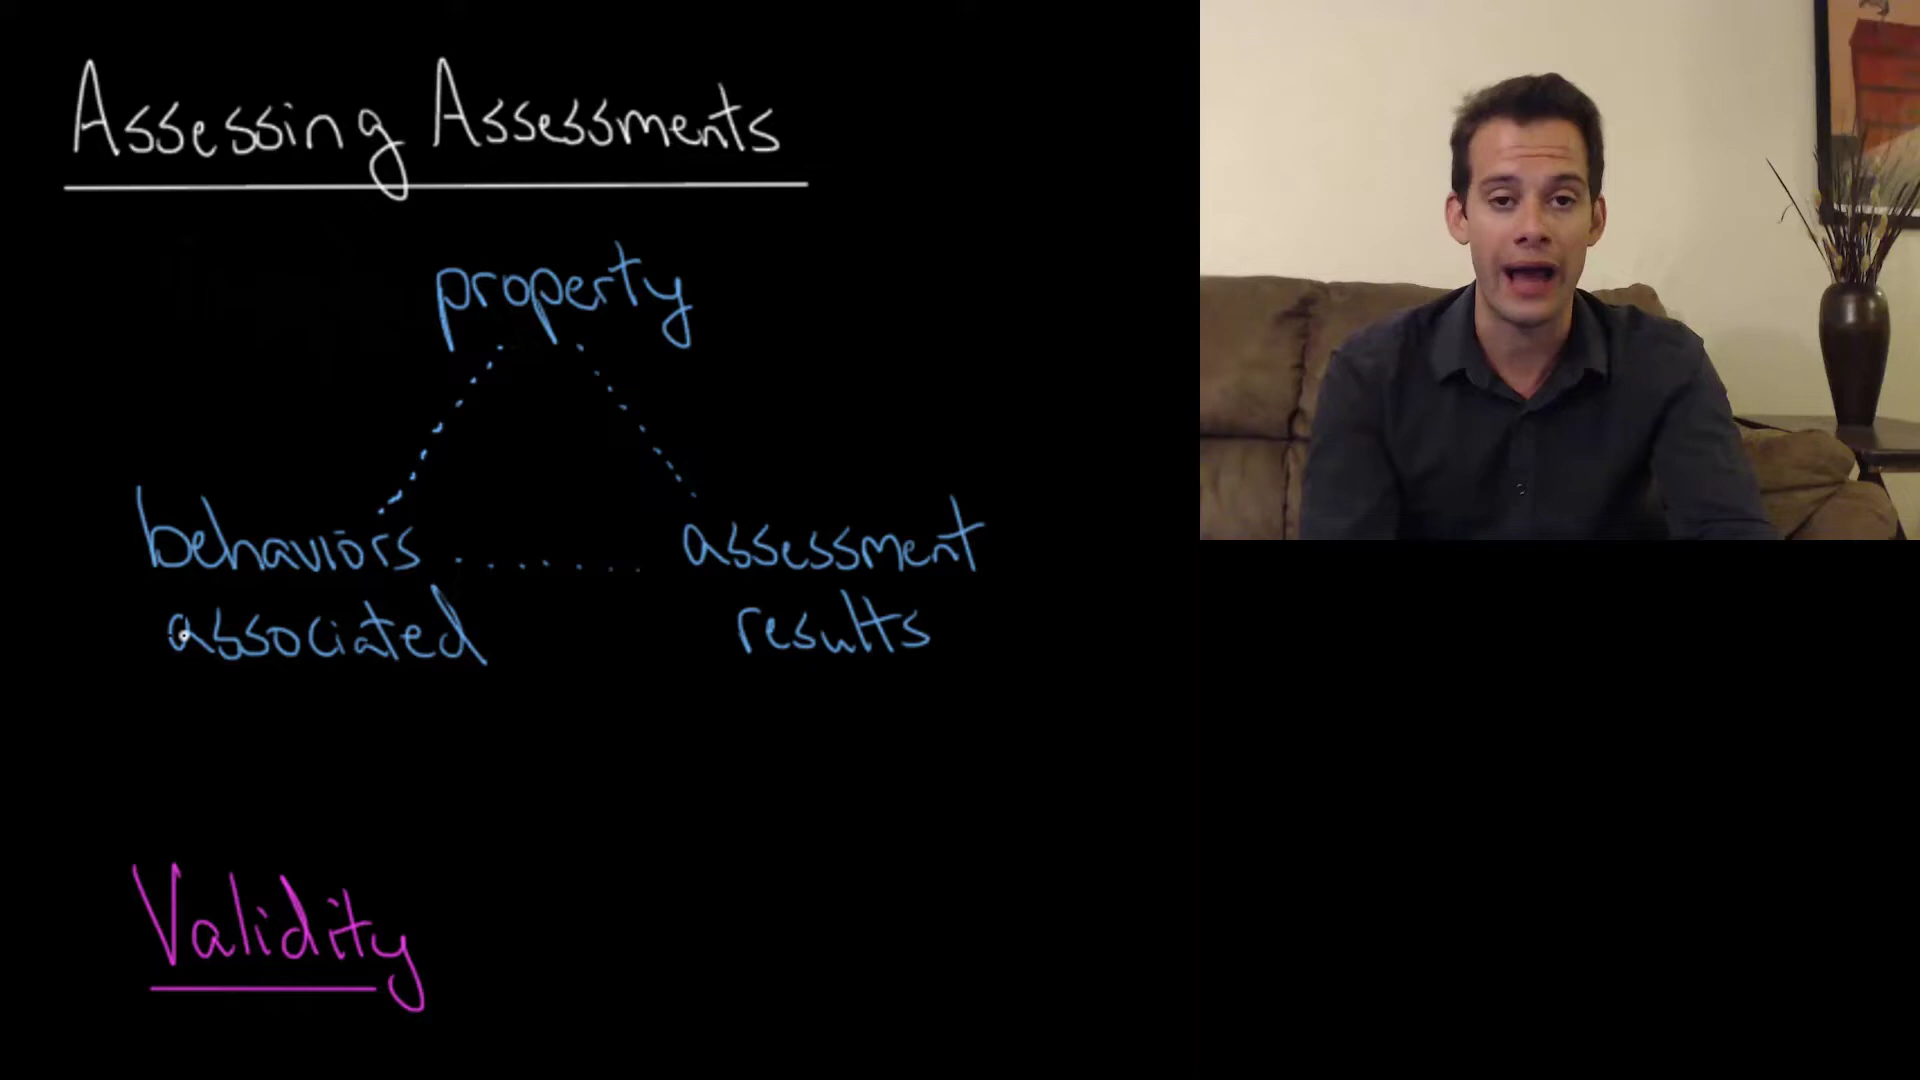 Assessing Assessments
property
behaviors assessment
associated results
Validity